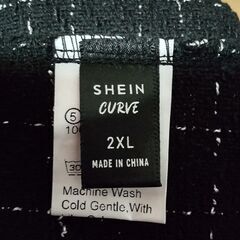 SHEIN
CURVE
2XL
MADE IN CHINA
5
10
30
Machine Wash
Cold Gentle, With